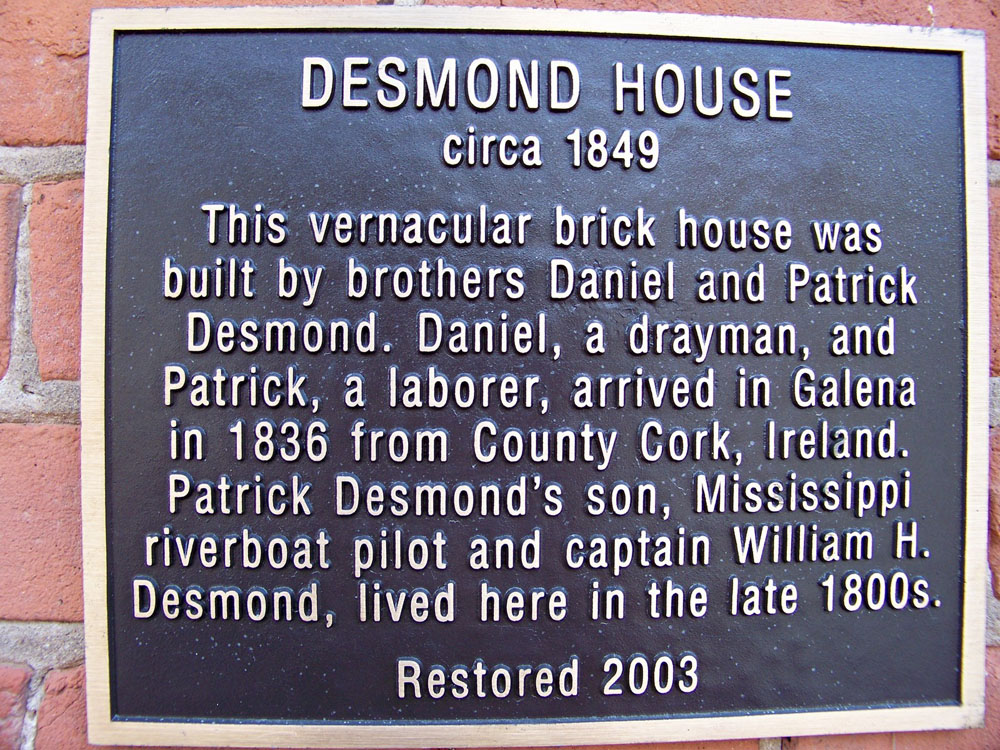 DESMOND HOUSE
circa 1849
This vernacular brick house was
built by brothers Daniel and Patrick
Desmond. Daniel, a drayman, and
Patrick, a laborer, arrived in Galena
in 1836 from County Cork, Ireland.
Patrick Desmond's son, Mississippi
riverboat pilot and captain William H.
Desmond, lived here in the late 1800s.
Restored 2003